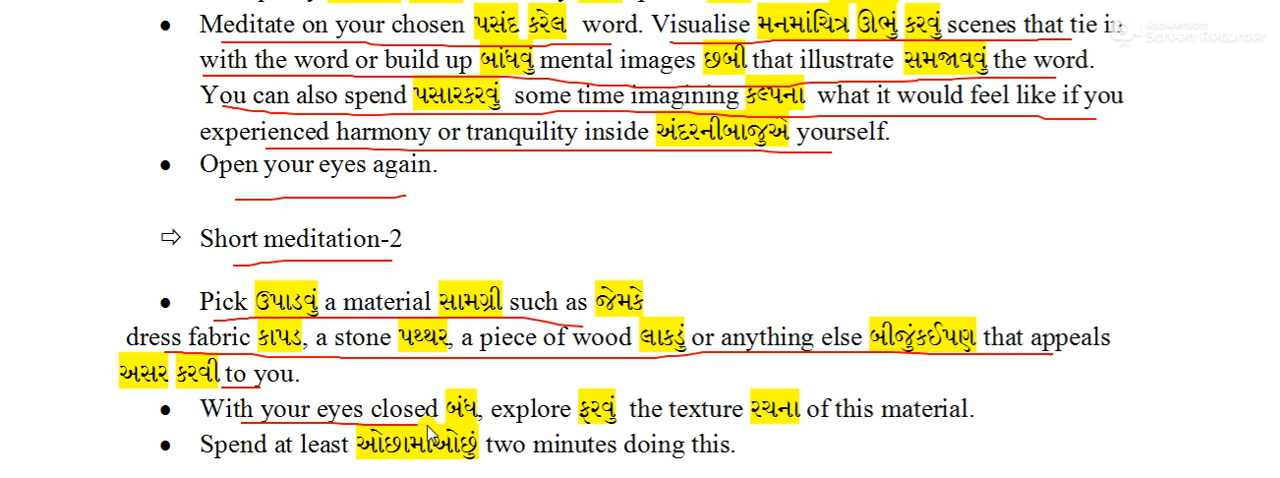 • Meditate on your chosen પસંદ કરેલ word. Visualise મનમાંચિત્ર ઊભું કરવું scenes that tie in
with the word or build up બાંધવું mental images છબી that illustrate સમજાવવું the word.
You can also spend પસારકરવું some time imagining કલ્પના what it would feel like if you
experienced harmony or tranquility inside અંદરનીબાજુએ yourself.
• Open your eyes again.
⇨ Short meditation-2
• Pick ઉપાડવું a material સામગ્રી such as જેમકે
dress fabric કાપડ, a stone પથ્થર, a piece of wood લાકડું or anything else બીજુંકઈપણ that appeals
અસર કરવી to you.
• With your eyes closed બંધ, explore ફરવું the texture રચના of this material.
• Spend at least ઓછામાંઓછું two minutes doing this.
Apowersoft
Screen Recorder